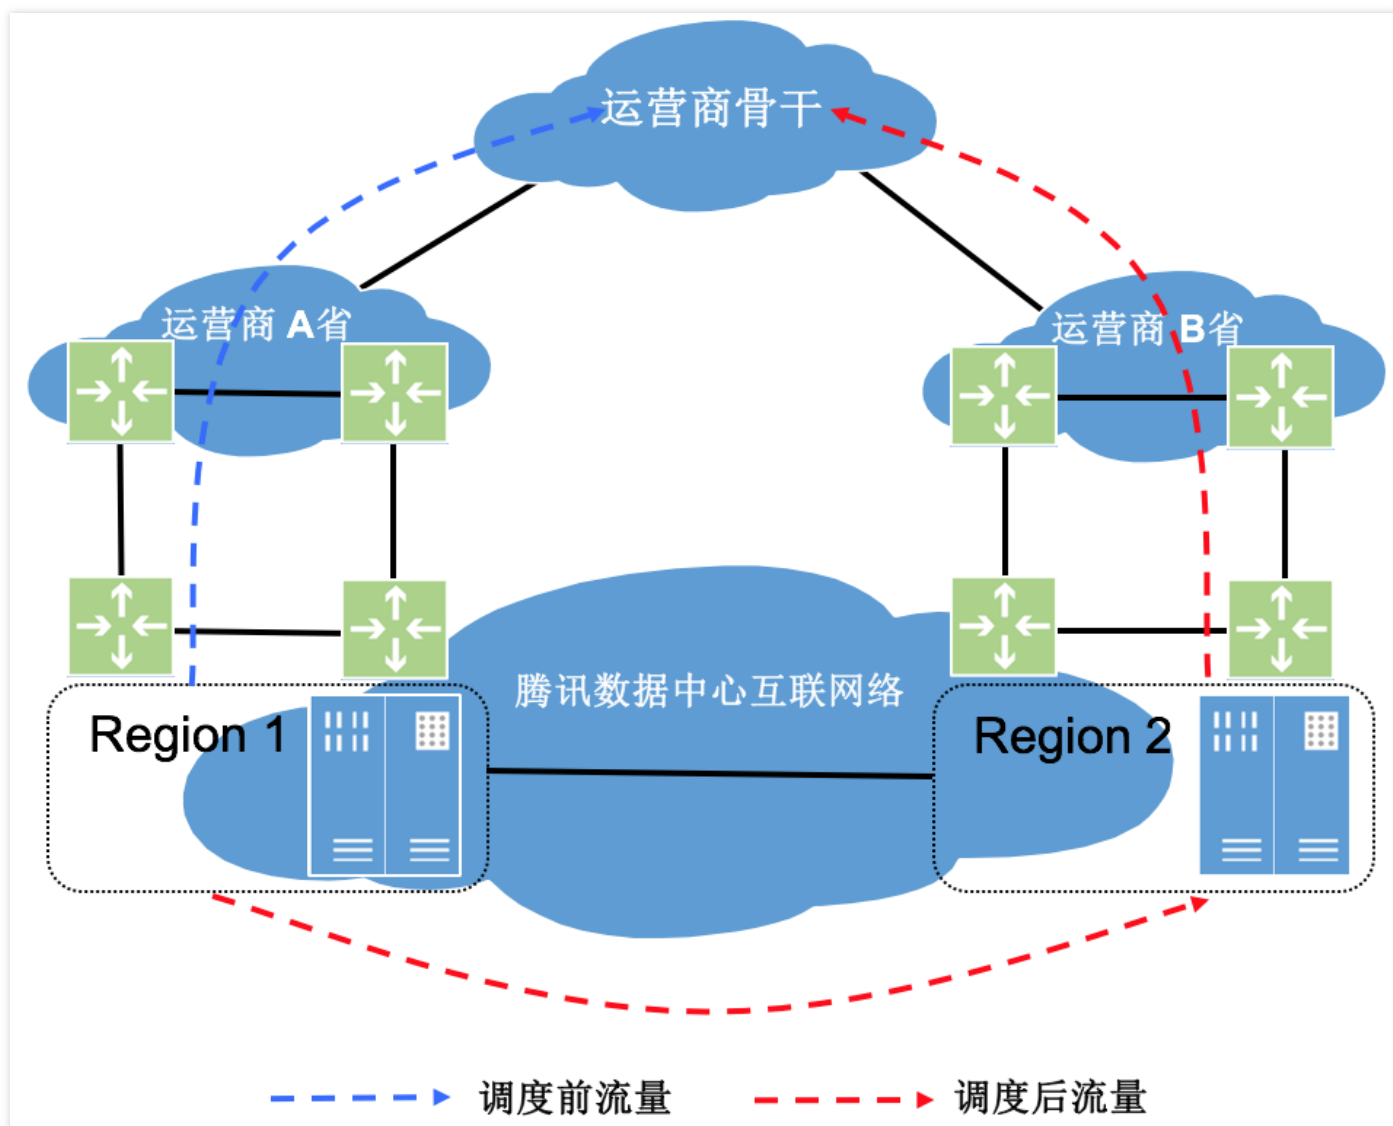 运营商骨干
运营商 A省
运营商 B省
腾讯数据中心互联网络
Region 1
Region 2
调度前流量
调度后流量